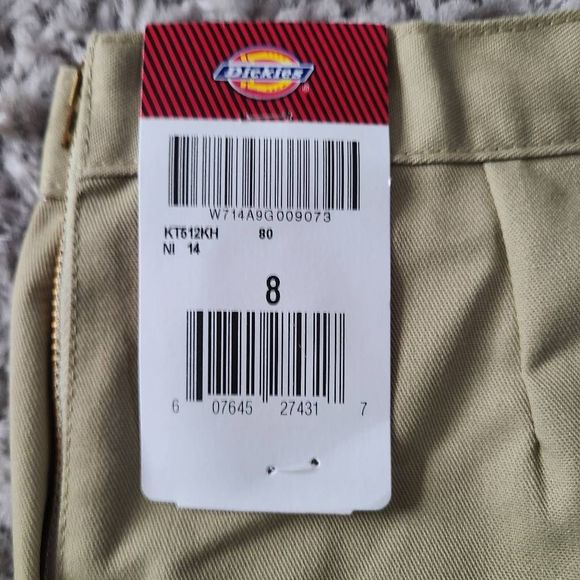 Dickies
®
W714A9G009073
KT512KH 80
NI 14
8
6 07645 27431 7